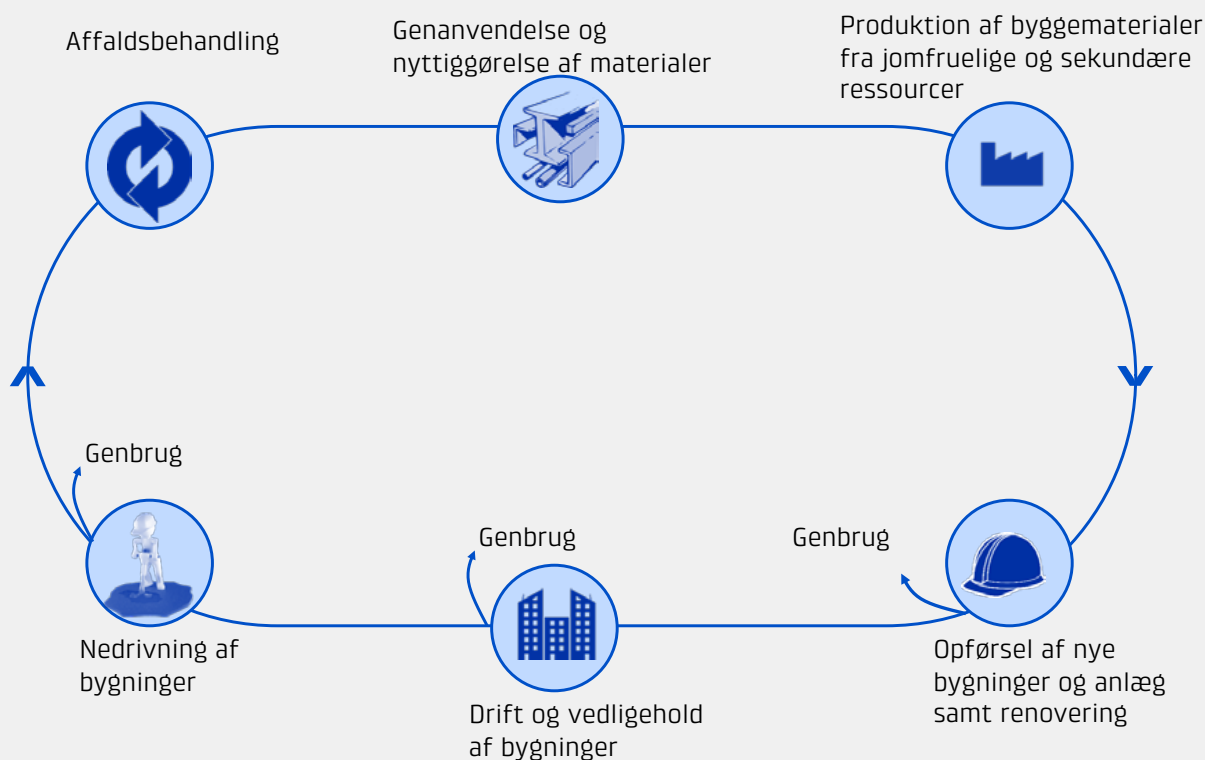 Affaldsbehandling
Genanvendelse og
nyttiggørelse af materialer
Produktion af byggematerialer
fra jomfruelige og sekundære
ressourcer
Genbrug
Genbrug
Genbrug
Nedrivning af
bygninger
Drift og vedligehold
af bygninger
Opførsel af nye
bygninger og anlæg
samt renovering